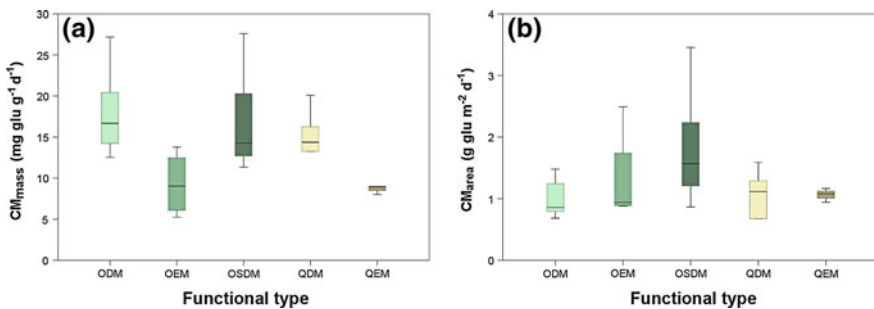 (a)
CMmass (mg glu g-1 d-1)
30
25
20
15
10
5
0
ODM OEM OSDM QDM QEM
Functional type
(b)
CMarea (g glu m-2 d-1)
4
3
2
1
0
ODM OEM OSDM QDM QEM
Functional type